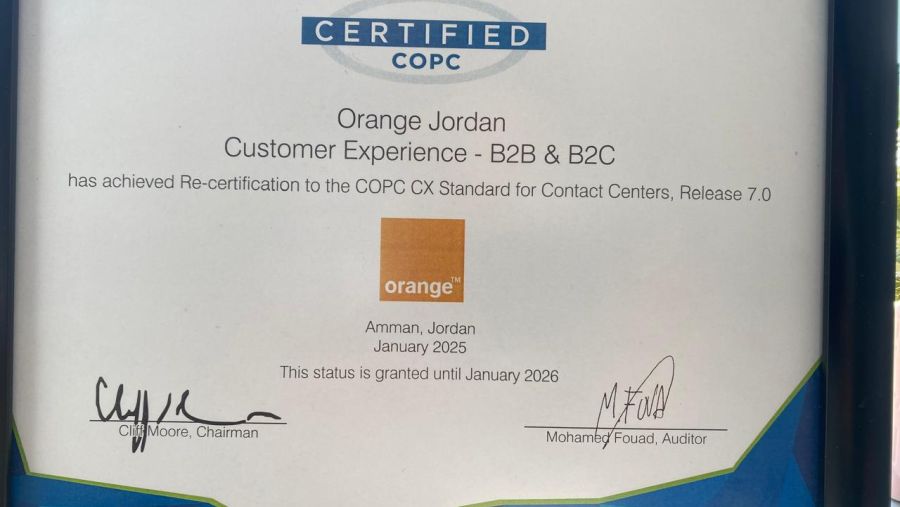 CERTIFIED
COPC
Orange Jordan
Customer Experience - B2B & B2C
has achieved Re-certification to the COPC CX Standard for Contact Centers, Release 7.0
orange™
Amman, Jordan
January 2025
This status is granted until January 2026
M. Fouad
Cliff Moore, Chairman
Mohamed Fouad, Auditor